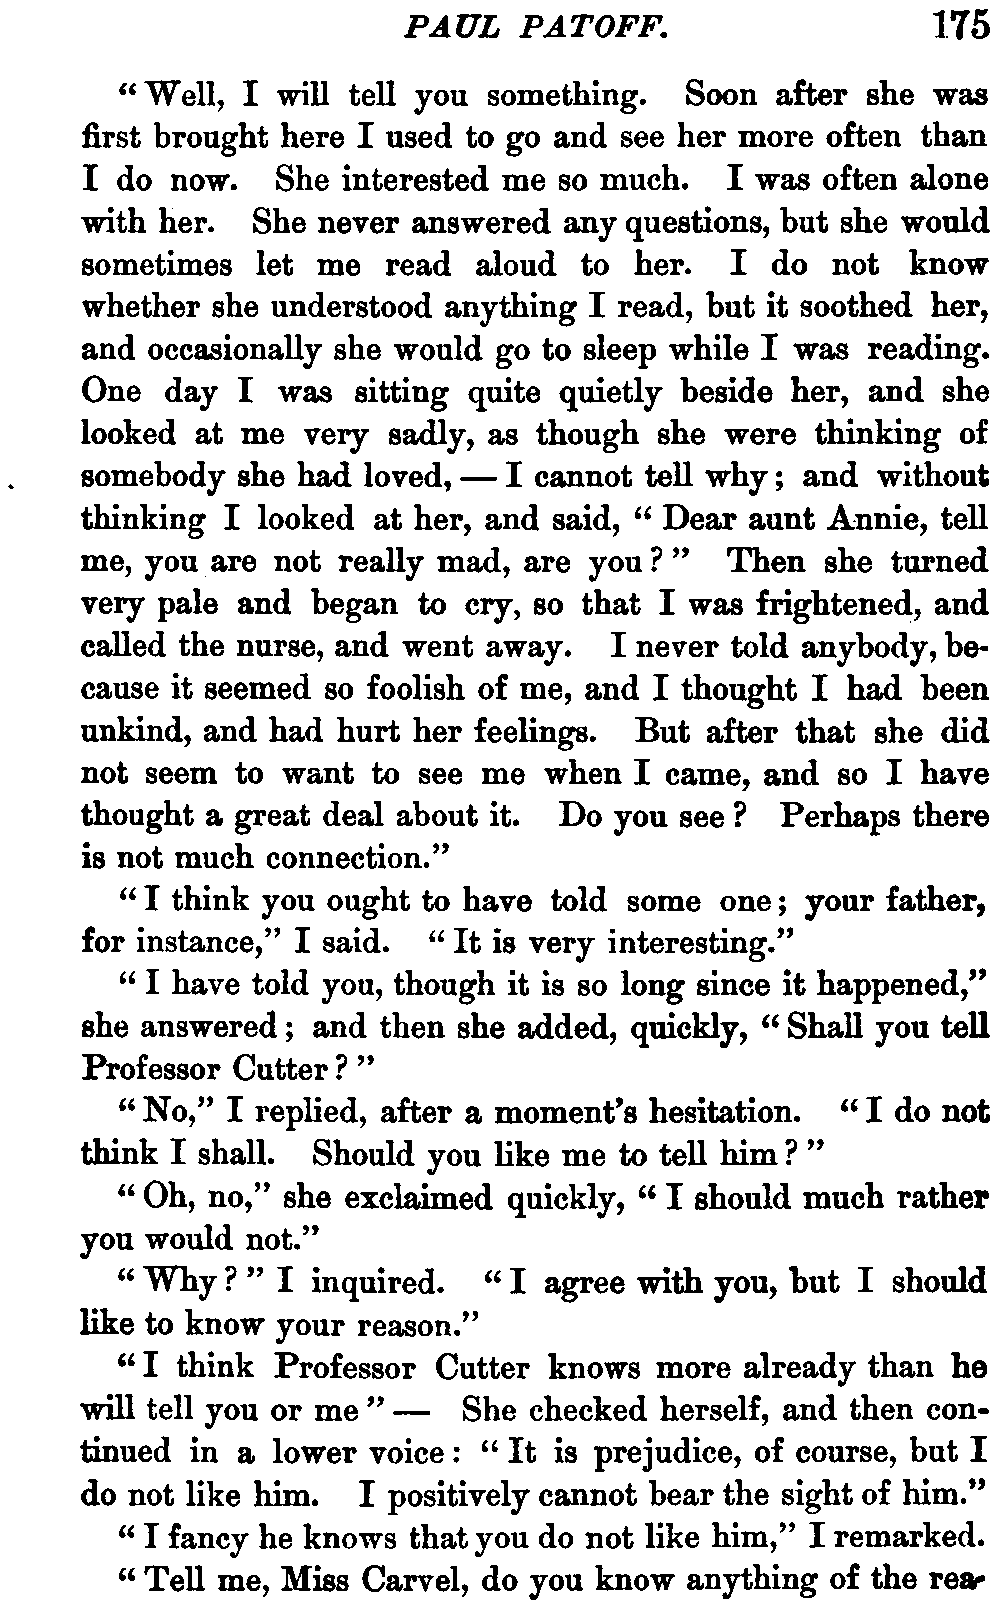 PAUL PATOFF. 175
“Well, I will tell you something. Soon after she was
first brought here I used to go and see her more often than
I do now. She interested me so much. I was often alone
with her. She never answered any questions, but she would
sometimes let me read aloud to her. I do not know
whether she understood anything I read, but it soothed her,
and occasionally she would go to sleep while I was reading.
One day I was sitting quite quietly beside her, and she
looked at me very sadly, as though she were thinking of
somebody she had loved, — I cannot tell why; and without
thinking I looked at her, and said, “Dear aunt Annie, tell
me, you are not really mad, are you?” Then she turned
very pale and began to cry, so that I was frightened, and
called the nurse, and went away. I never told anybody, be-
cause it seemed so foolish of me, and I thought I had been
unkind, and had hurt her feelings. But after that she did
not seem to want to see me when I came, and so I have
thought a great deal about it. Do you see? Perhaps there
is not much connection.”
“I think you ought to have told some one; your father,
for instance,” I said. “It is very interesting.”
“I have told you, though it is so long since it happened,”
she answered; and then she added, quickly, “Shall you tell
Professor Cutter?”
“No,” I replied, after a moment's hesitation. “I do not
think I shall. Should you like me to tell him?”
“Oh, no,” she exclaimed quickly, “I should much rather
you would not.”
“Why?” I inquired. “I agree with you, but I should
like to know your reason.”
“I think Professor Cutter knows more already than he
will tell you or me” — She checked herself, and then con-
tinued in a lower voice: “It is prejudice, of course, but I
do not like him. I positively cannot bear the sight of him.”
“I fancy he knows that you do not like him,” I remarked.
“Tell me, Miss Carvel, do you know anything of the rea-